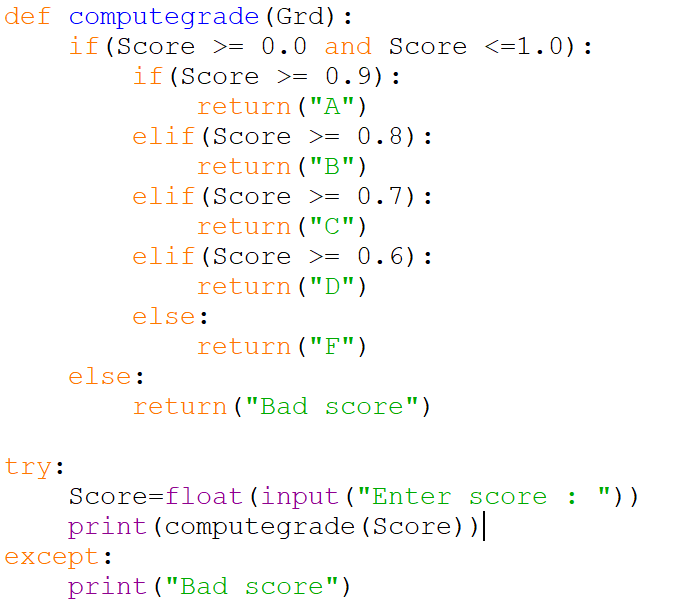 def computegrade(Grd):
    if(Score >= 0.0 and Score <=1.0):
        if(Score >= 0.9):
            return("A")
        elif(Score >= 0.8):
            return("B")
        elif(Score >= 0.7):
            return("C")
        elif(Score >= 0.6):
            return("D")
        else:
            return("F")
    else:
        return("Bad score")

try:
    Score=float(input("Enter score : "))
    print(computegrade(Score))
except:
    print("Bad score")